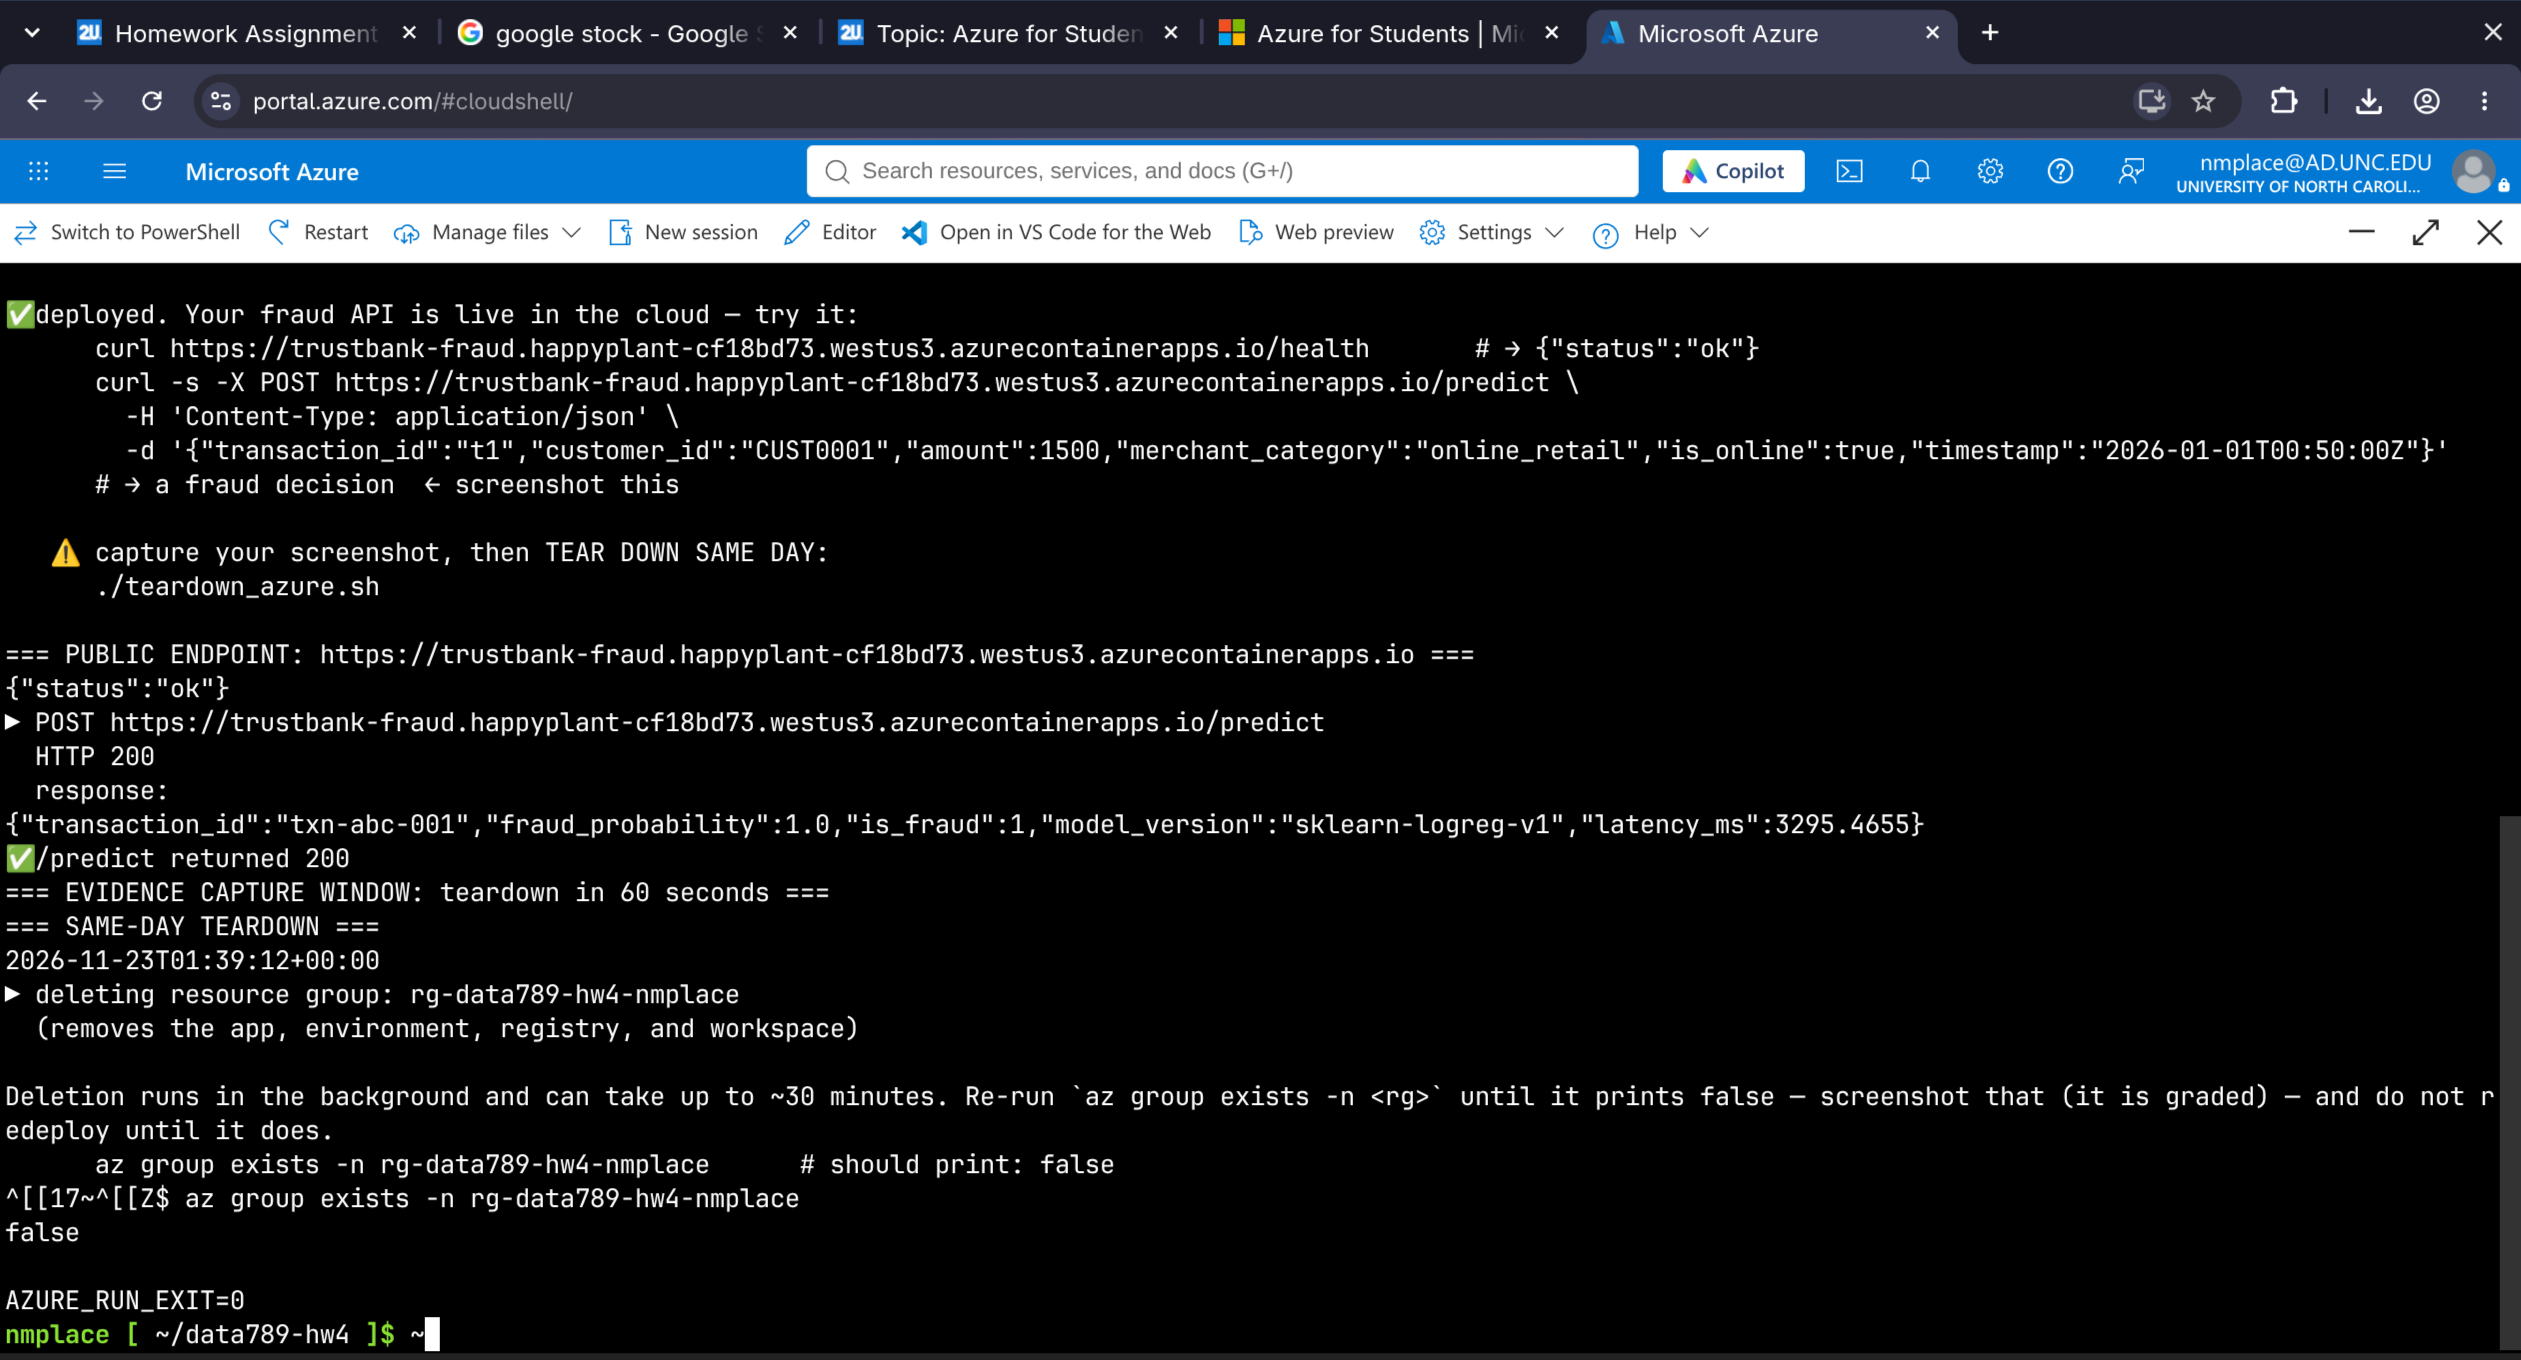 Homework Assignment
google stock - Google S
Topic: Azure for Studen
Azure for Students | Mic
Microsoft Azure
portal.azure.com/#cloudshell/
Microsoft Azure
Search resources, services, and docs (G+/)
Copilot
nmplace@AD.UNC.EDU
UNIVERSITY OF NORTH CAROLI...
Switch to PowerShell
Restart
Manage files
New session
Editor
Open in VS Code for the Web
Web preview
Settings
Help
✅deployed. Your fraud API is live in the cloud — try it:
curl https://trustbank-fraud.happyplant-cf18bd73.westus3.azurecontainerapps.io/health       # → {"status":"ok"}
curl -s -X POST https://trustbank-fraud.happyplant-cf18bd73.westus3.azurecontainerapps.io/predict \
-H 'Content-Type: application/json' \
-d '{"transaction_id":"t1","customer_id":"CUST0001","amount":1500,"merchant_category":"online_retail","is_online":true,"timestamp":"2026-01-01T00:50:00Z"}'
# → a fraud decision  ← screenshot this
⚠️ capture your screenshot, then TEAR DOWN SAME DAY:
./teardown_azure.sh
=== PUBLIC ENDPOINT: https://trustbank-fraud.happyplant-cf18bd73.westus3.azurecontainerapps.io ===
{"status":"ok"}
▶ POST https://trustbank-fraud.happyplant-cf18bd73.westus3.azurecontainerapps.io/predict
HTTP 200
response:
{"transaction_id":"txn-abc-001","fraud_probability":1.0,"is_fraud":1,"model_version":"sklearn-logreg-v1","latency_ms":3295.4655}
✅/predict returned 200
=== EVIDENCE CAPTURE WINDOW: teardown in 60 seconds ===
=== SAME-DAY TEARDOWN ===
2026-11-23T01:39:12+00:00
▶ deleting resource group: rg-data789-hw4-nmplace
(removes the app, environment, registry, and workspace)
Deletion runs in the background and can take up to ~30 minutes. Re-run `az group exists -n <rg>` until it prints false — screenshot that (it is graded) — and do not r
edeploy until it does.
az group exists -n rg-data789-hw4-nmplace      # should print: false
^[[17~^[[Z$ az group exists -n rg-data789-hw4-nmplace
false
AZURE_RUN_EXIT=0
nmplace [ ~/data789-hw4 ]$ ~